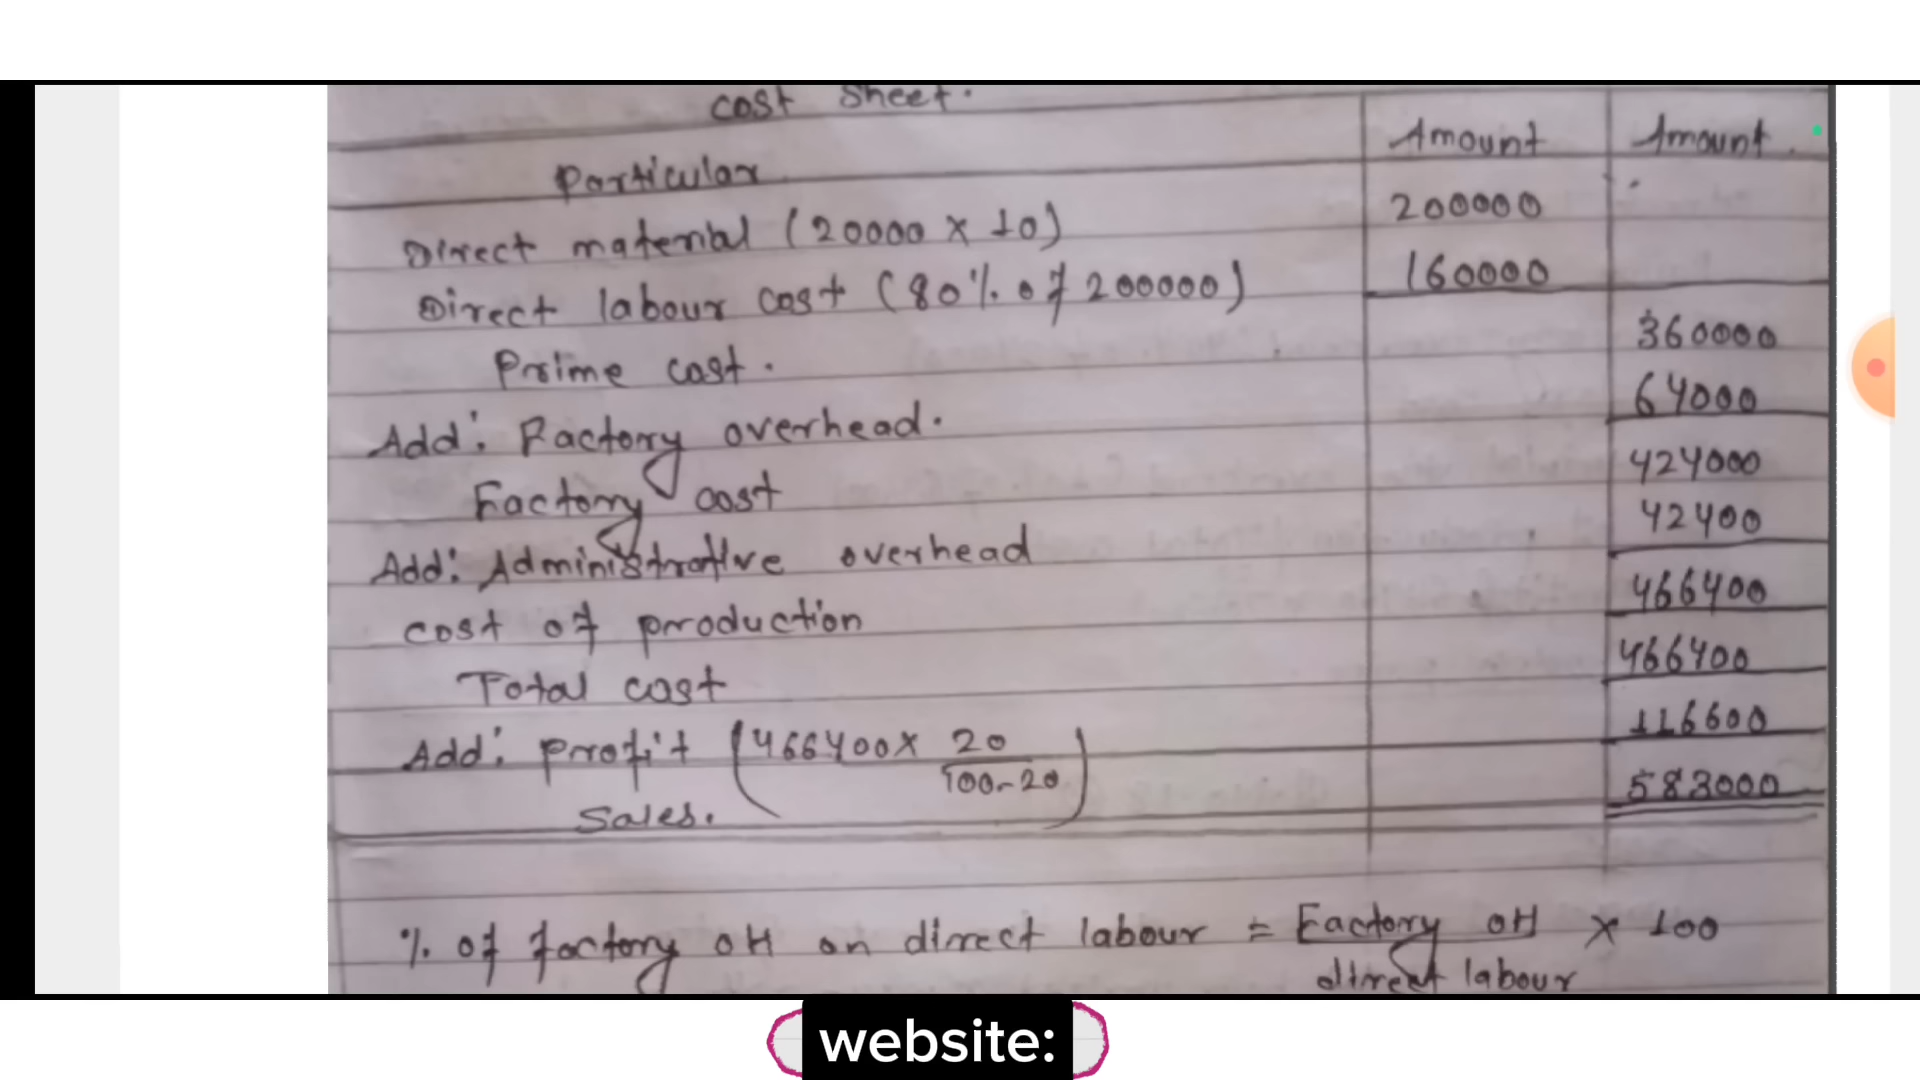 cost sheet.
Particular Amount Amount.
Direct material (20000 × 10) 200000
Direct labour cost (80% of 200000) 160000
Prime cost. 360000
Add: Factory overhead. 64000
Factory cost 424000
Add: Administrative overhead 42400
cost of production 466400
Total cost 466400
Add: profit (466400 × 20/100-20) 116600
Sales. 583000
% of factory OH on direct labour = Factory OH × 100
direct labour
website: